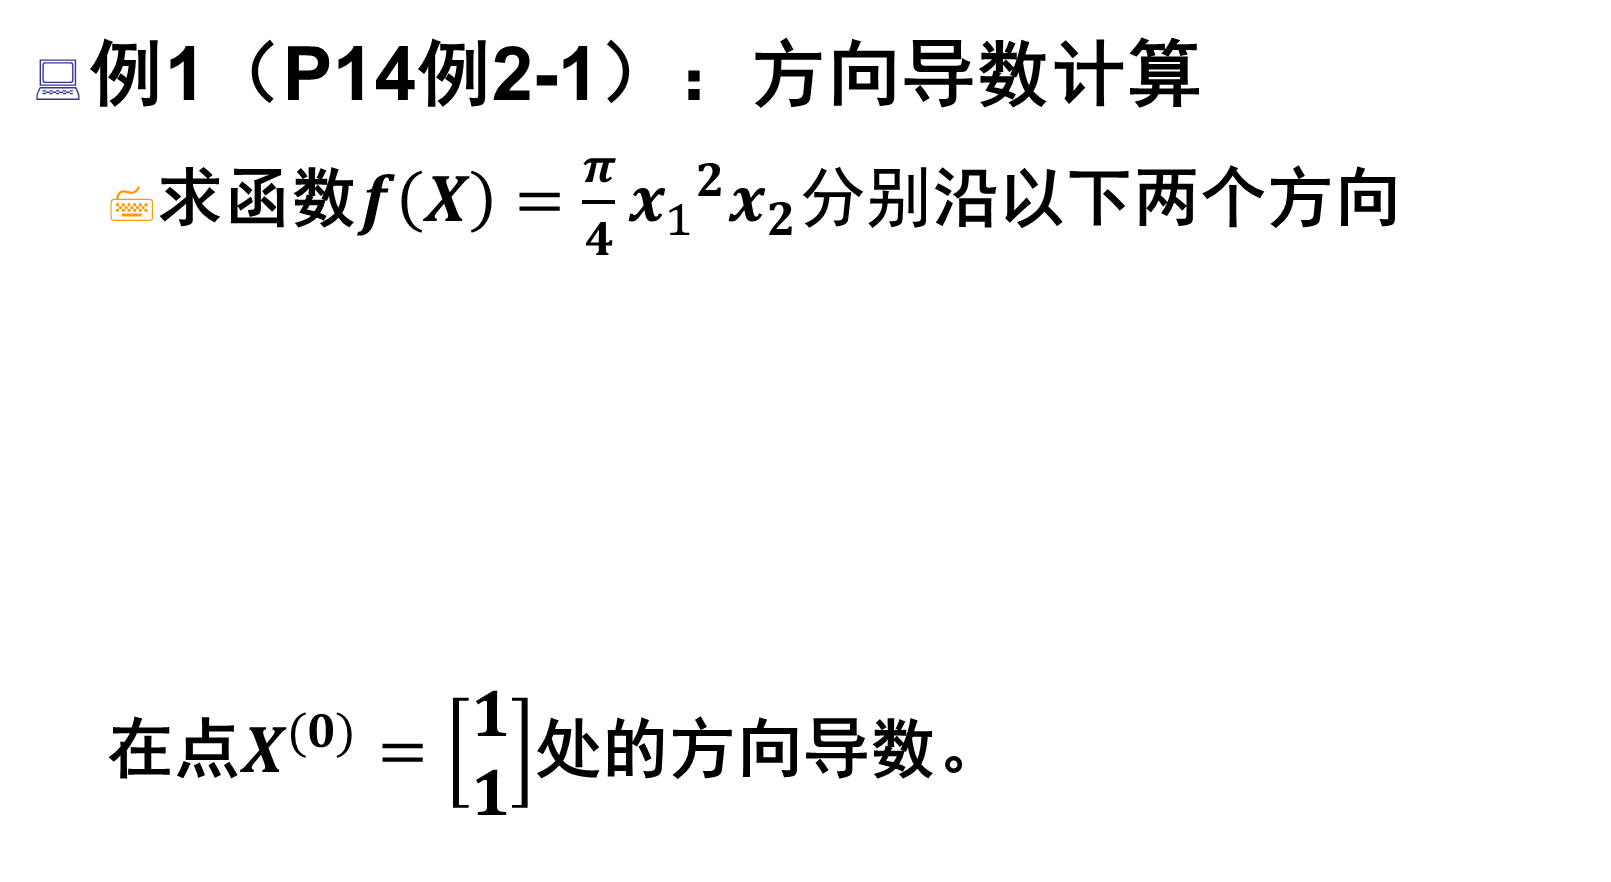 例1（P14例2-1）：方向导数计算
求函数f(X) = π/4 x₁²x₂分别沿以下两个方向
在点X⁽⁰⁾ = [1 1]处的方向导数。